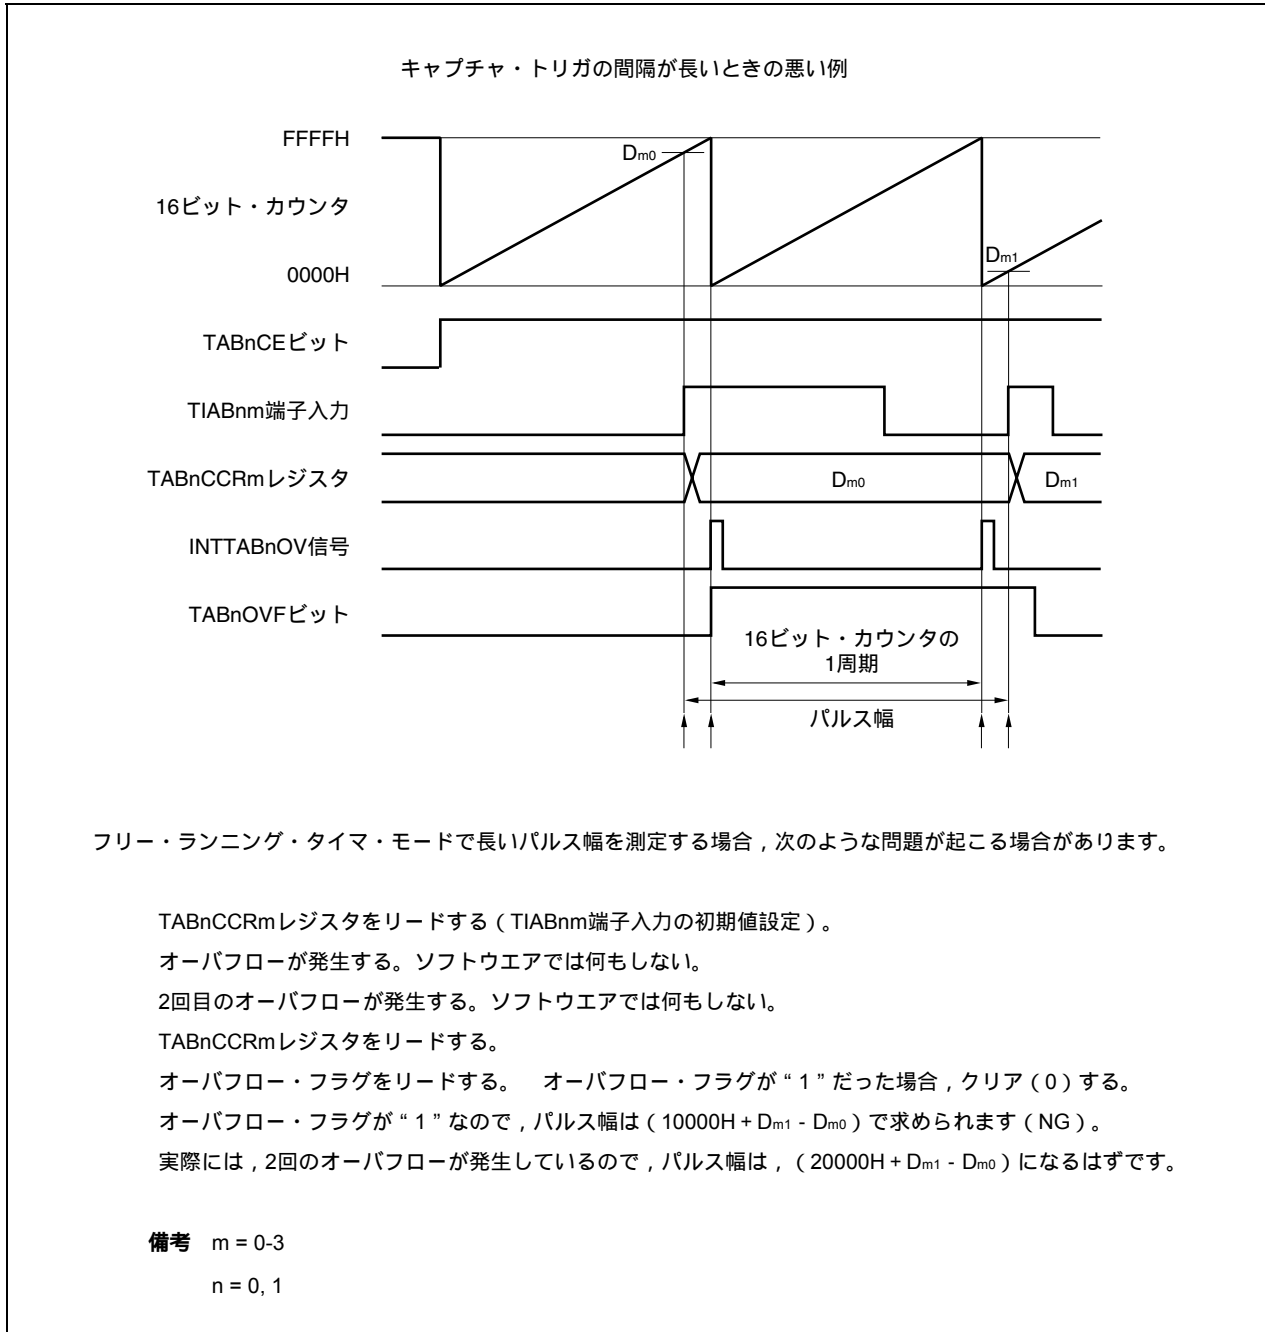 キャプチャ・トリガの間隔が長いときの悪い例
FFFFH
Dm0
16ビット・カウンタ
Dm1
0000H
TABnCEビット
TIABnm端子入力
TABnCCRmレジスタ
Dm0
Dm1
INTTABnOV信号
TABnOVFビット
16ビット・カウンタの
1周期
パルス幅
フリー・ランニング・タイマ・モードで長いパルス幅を測定する場合，次のような問題が起こる場合があります。
TABnCCRmレジスタをリードする（TIABnm端子入力の初期値設定）。
オーバフローが発生する。ソフトウエアでは何もしない。
2回目のオーバフローが発生する。ソフトウエアでは何もしない。
TABnCCRmレジスタをリードする。
オーバフロー・フラグをリードする。　オーバフロー・フラグが“1”だった場合，クリア（0）する。
オーバフロー・フラグが“1”なので，パルス幅は（10000H + Dm1 - Dm0）で求められます（NG）。
実際には，2回のオーバフローが発生しているので，パルス幅は，（20000H + Dm1 - Dm0）になるはずです。
備考　m = 0-3
n = 0, 1